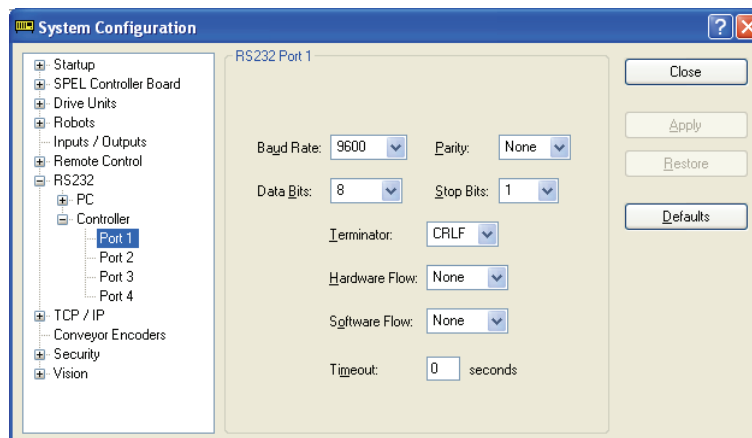 System Configuration
Startup
SPEL Controller Board
Drive Units
Robots
Inputs / Outputs
Remote Control
RS232
PC
Controller
Port 1
Port 2
Port 3
Port 4
TCP / IP
Conveyor Encoders
Security
Vision
RS232 Port 1
Baud Rate: 9600 Parity: None
Data Bits: 8 Stop Bits: 1
Terminator: CRLF
Hardware Flow: None
Software Flow: None
Timeout: 0 seconds
Close
Apply
Restore
Defaults